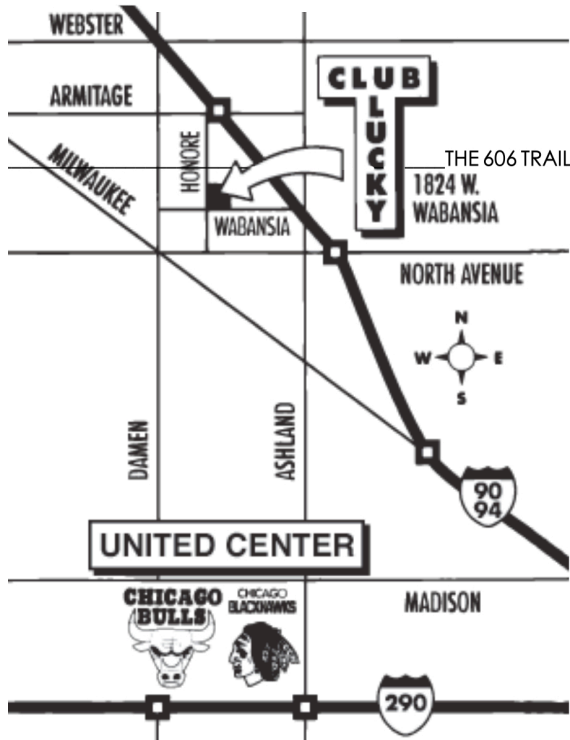 WEBSTER
ARMITAGE
CLUB
LUCKY
HONORE
MILWAUKEE
THE 606 TRAIL
1824 W.
WABANSIA
WABANSIA
NORTH AVENUE
N
W E
S
DAMEN
ASHLAND
90
94
UNITED CENTER
CHICAGO
BULLS
CHICAGO
BLACKHAWKS
MADISON
290